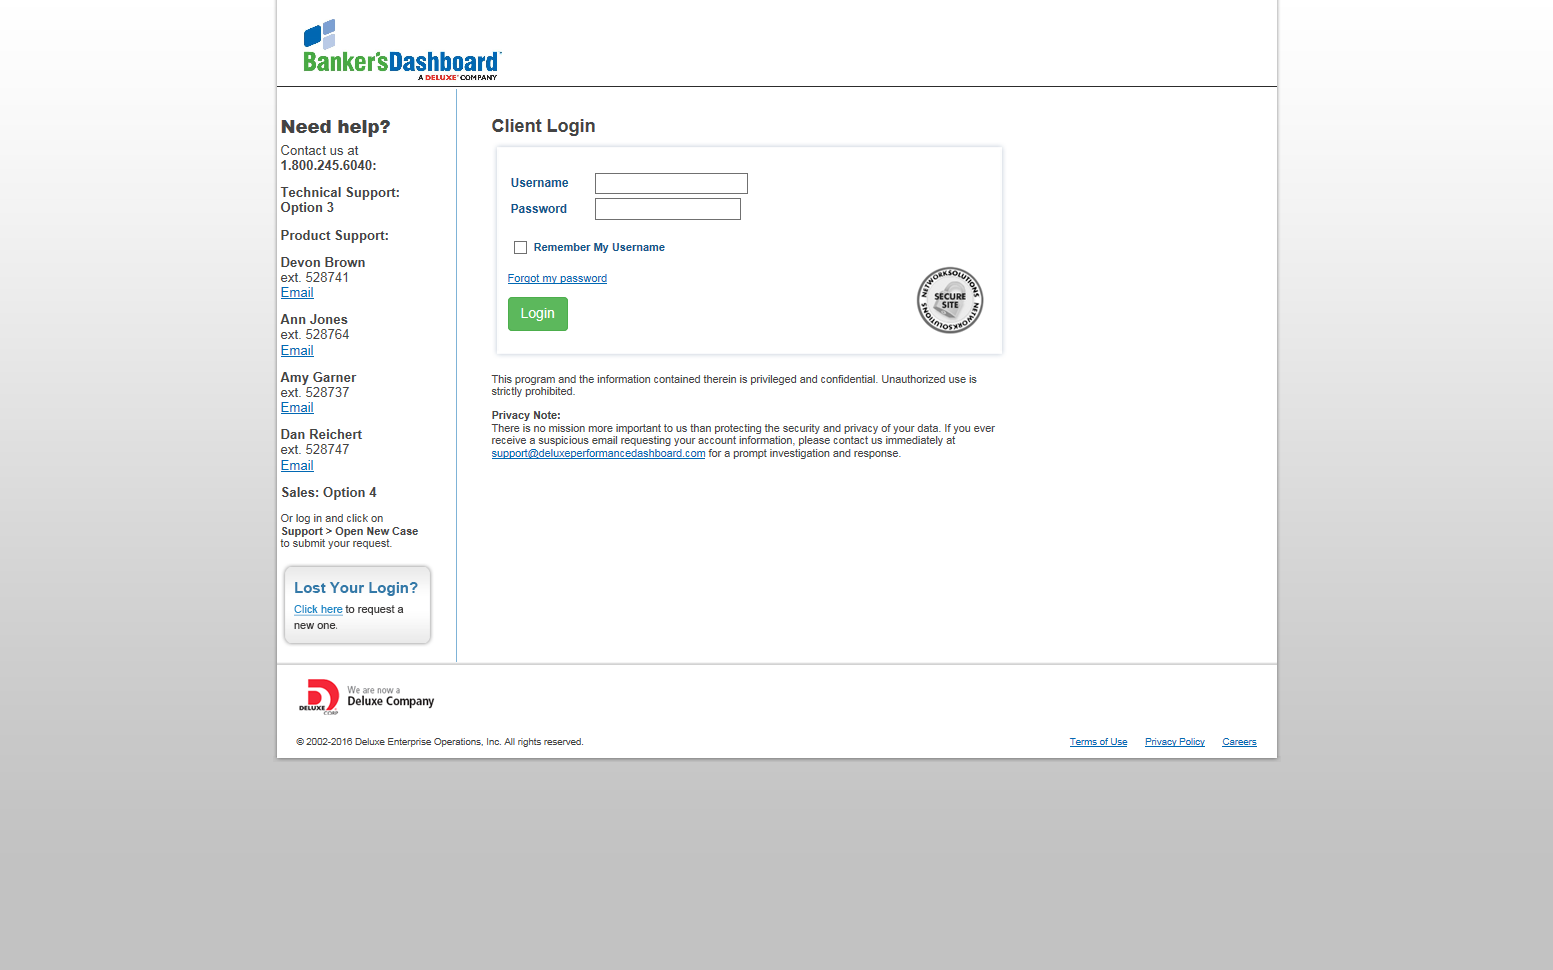 Banker'sDashboard
A DELUXE COMPANY
Need help?
Contact us at
1.800.245.6040:
Technical Support:
Option 3
Product Support:
Devon Brown
ext. 528741
Email
Ann Jones
ext. 528764
Email
Amy Garner
ext. 528737
Email
Dan Reichert
ext. 528747
Email
Sales: Option 4
Or log in and click on
Support > Open New Case
to submit your request.
Lost Your Login?
Click here to request a
new one.
Client Login
Username
Password
Remember My Username
Forgot my password
Login
NETWORKSOLUTIONS
SECURE
SITE
NETWORKSOLUTIONS
This program and the information contained therein is privileged and confidential. Unauthorized use is
strictly prohibited.
Privacy Note:
There is no mission more important to us than protecting the security and privacy of your data. If you ever
receive a suspicious email requesting your account information, please contact us immediately at
support@deluxeperformancedashboard.com for a prompt investigation and response.
DELUXE
CORP
We are now a
Deluxe Company
© 2002-2016 Deluxe Enterprise Operations, Inc. All rights reserved.
Terms of Use Privacy Policy Careers